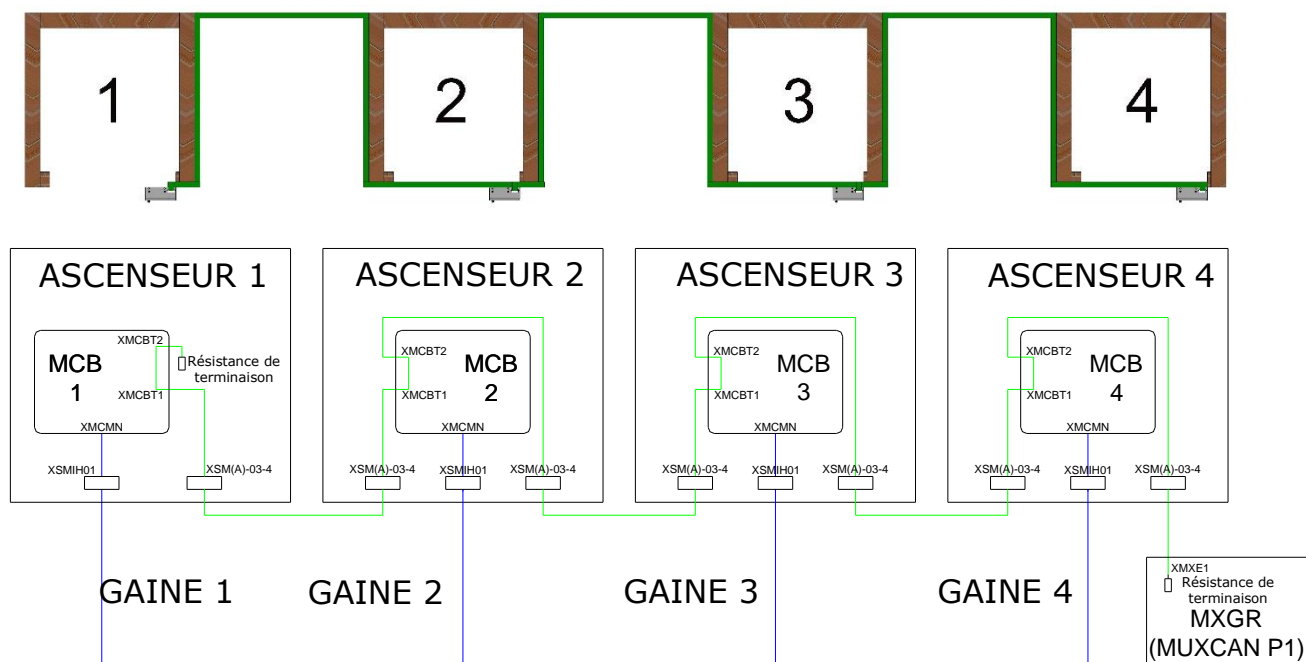 1 2 3 4
ASCENSEUR 1
XMCBT2
MCB
1
Résistance de
terminaison
XMCBT1
XMCMN
XSMIH01
XSM(A)-03-4
ASCENSEUR 2
XMCBT2
MCB
2
XMCBT1
XMCMN
XSM(A)-03-4
XSMIH01
XSM(A)-03-4
ASCENSEUR 3
XMCBT2
MCB
3
XMCBT1
XMCMN
XSM(A)-03-4
XSMIH01
XSM(A)-03-4
ASCENSEUR 4
XMCBT2
MCB
4
XMCBT1
XMCMN
XSM(A)-03-4
XSMIH01
XSM(A)-03-4
GAINE 1
GAINE 2
GAINE 3
GAINE 4
XMXE1
Résistance de
terminaison
MXGR
(MUXCAN P1)